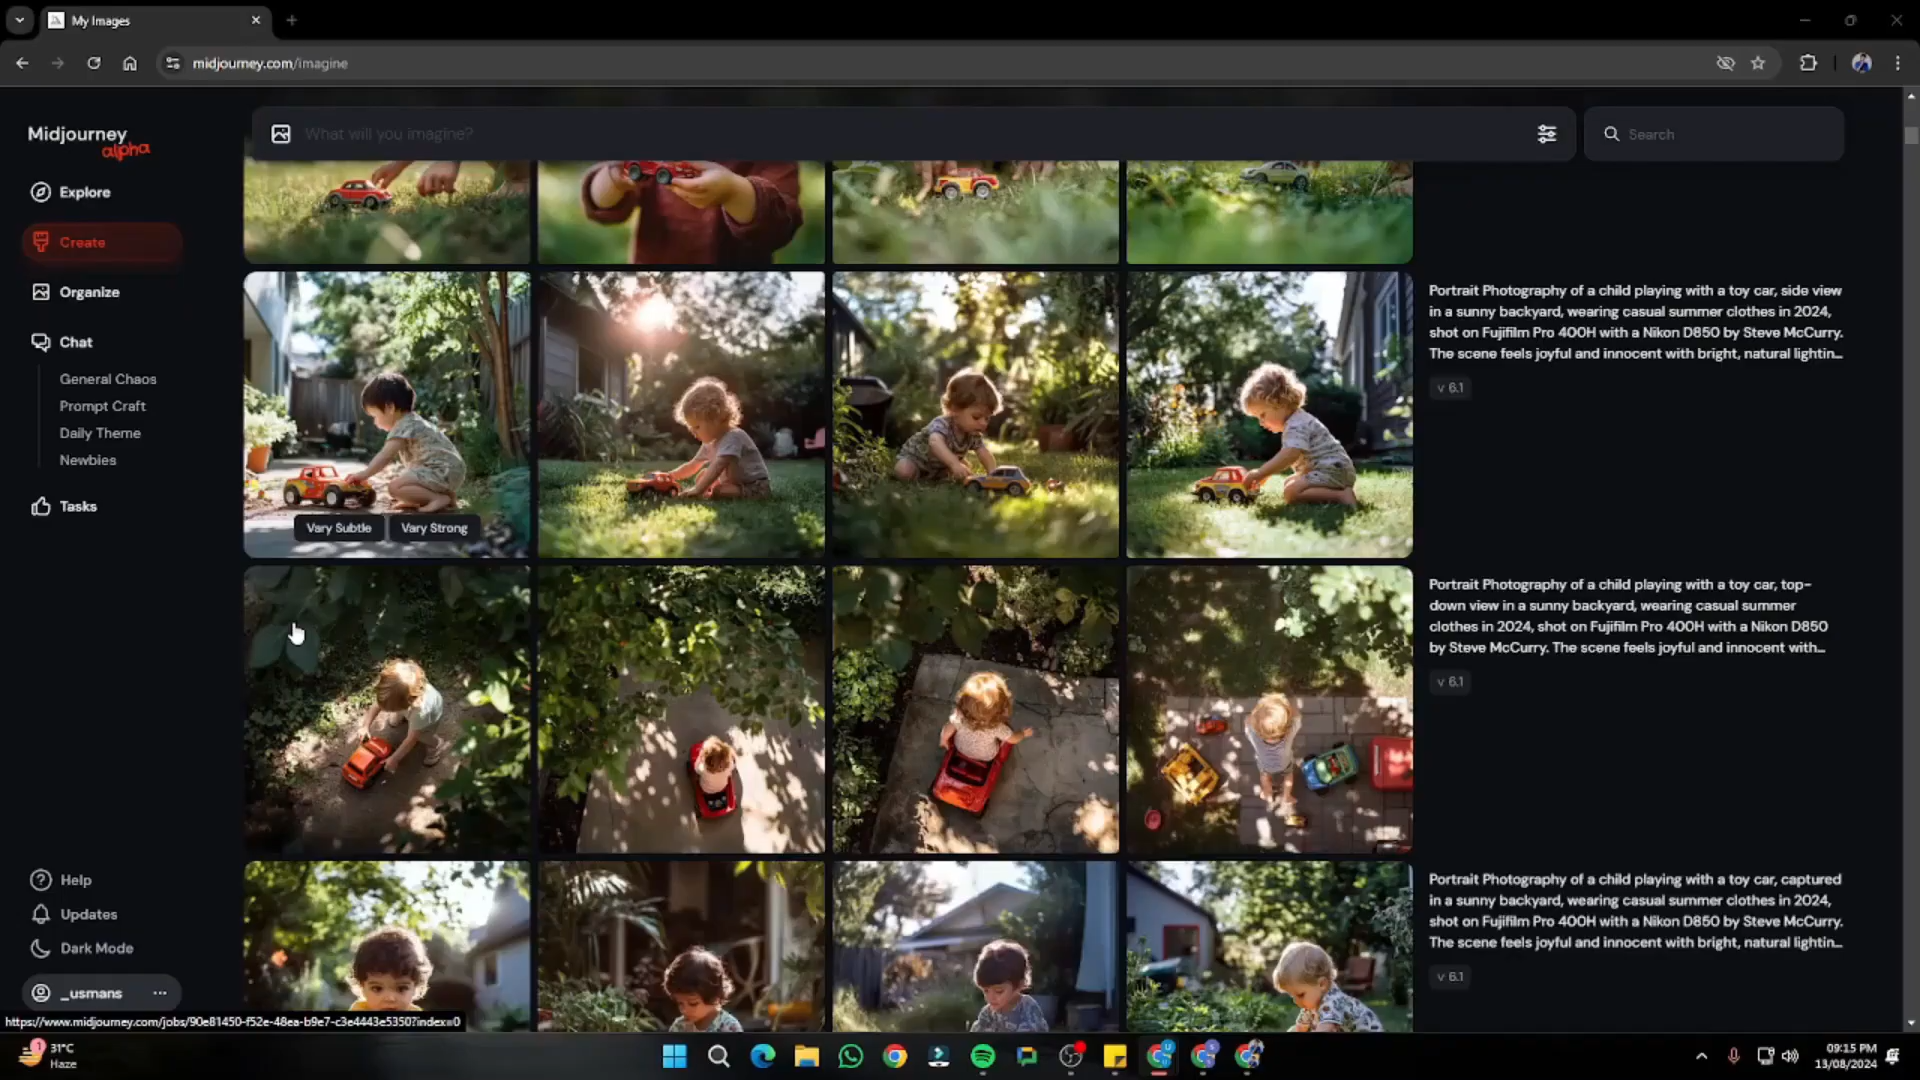 My Images
midjourney.com/imagine
Midjourney
alpha
What will you imagine?
Search
Explore
Create
Organize
Chat
General Chaos
Prompt Craft
Daily Theme
Newbies
Tasks
Vary Subtle
Vary Strong
Portrait Photography of a child playing with a toy car, side view
in a sunny backyard, wearing casual summer clothes in 2024,
shot on Fujifilm Pro 400H with a Nikon D850 by Steve McCurry.
The scene feels joyful and innocent with bright, natural lightin...
v 6.1
Portrait Photography of a child playing with a toy car, top-
down view in a sunny backyard, wearing casual summer
clothes in 2024, shot on Fujifilm Pro 400H with a Nikon D850
by Steve McCurry. The scene feels joyful and innocent with...
v 6.1
Portrait Photography of a child playing with a toy car, captured
in a sunny backyard, wearing casual summer clothes in 2024,
shot on Fujifilm Pro 400H with a Nikon D850 by Steve McCurry.
The scene feels joyful and innocent with bright, natural lightin...
v 6.1
Help
Updates
Dark Mode
_usmans
https://www.midjourney.com/jobs/90e81450-f52e-48ea-b9e7-c3e4443e5350?index=0
1
31°C
Haze
09:15 PM
13/08/2024